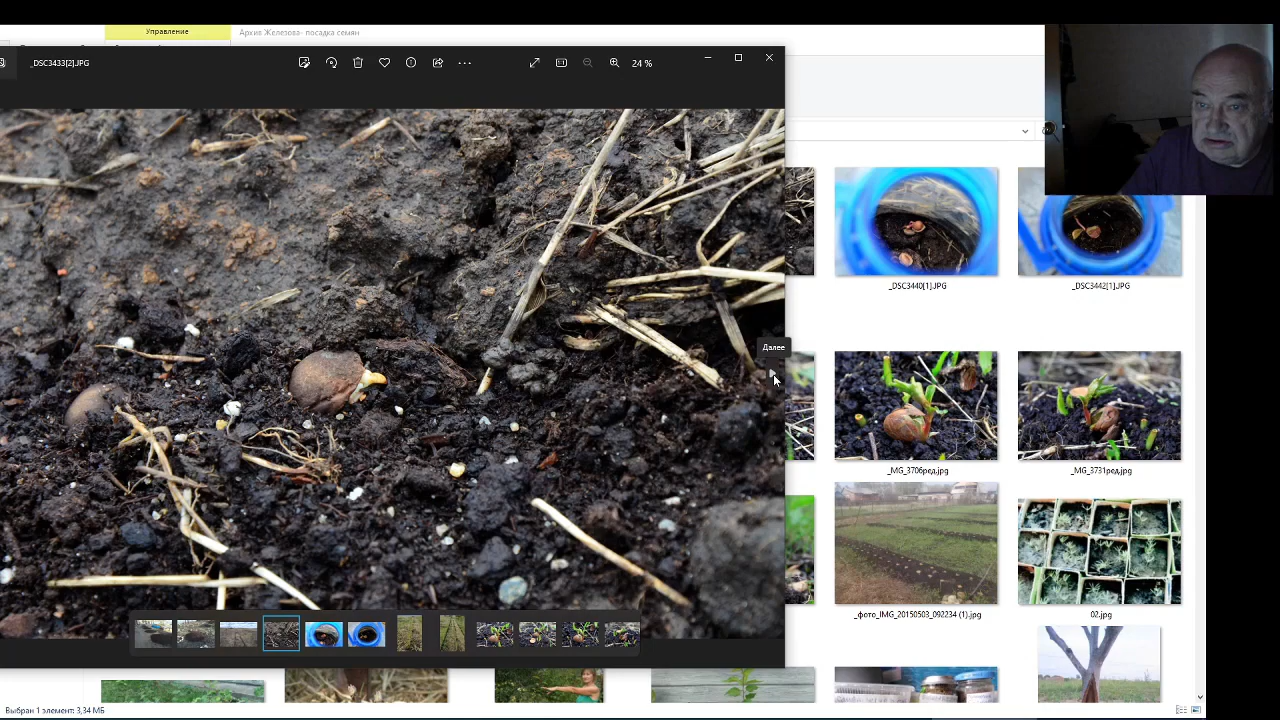 Управление
Архив Железова- посадка семян
_DSC3433[2].JPG
24 %
Далее
_DSC3440[1].JPG
_DSC3442[1].JPG
_MG_3706ред.jpg
_MG_3731ред.jpg
_фото_IMG_20150503_092234 (1).jpg
02.jpg
Выбран 1 элемент: 3,34 МБ